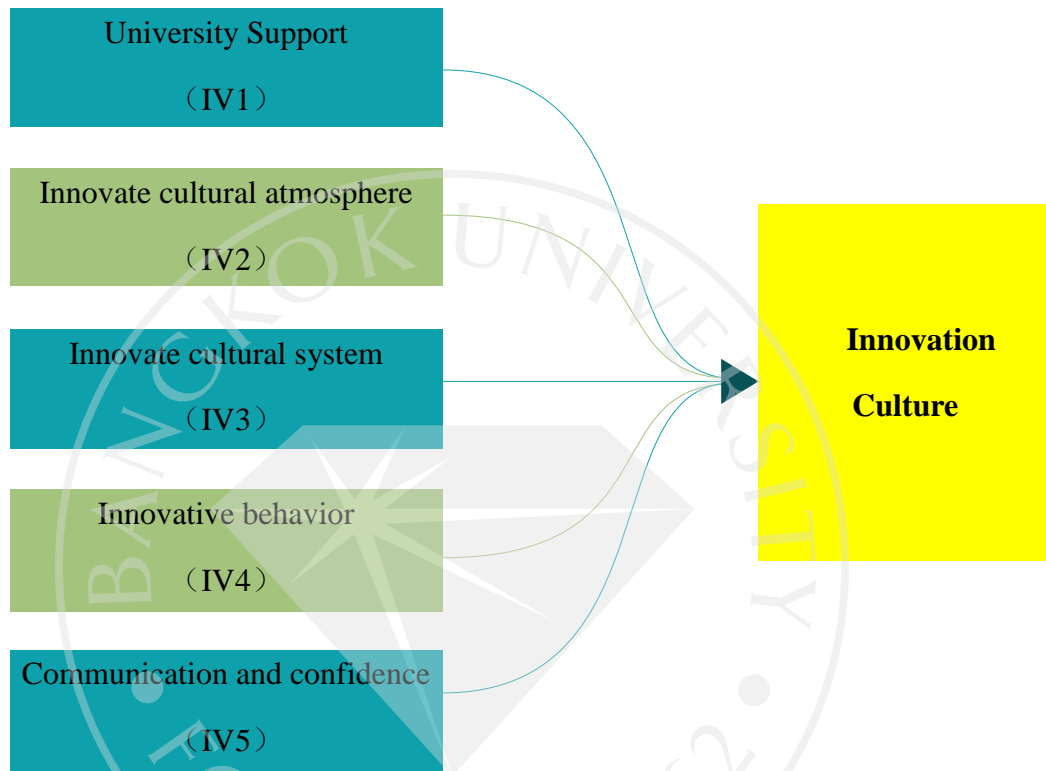 University Support
（IV1）
Innovate cultural atmosphere
（IV2）
Innovate cultural system
（IV3）
Innovative behavior
（IV4）
Communication and confidence
（IV5）
Innovation
Culture
BANGKOK UNIVERSITY